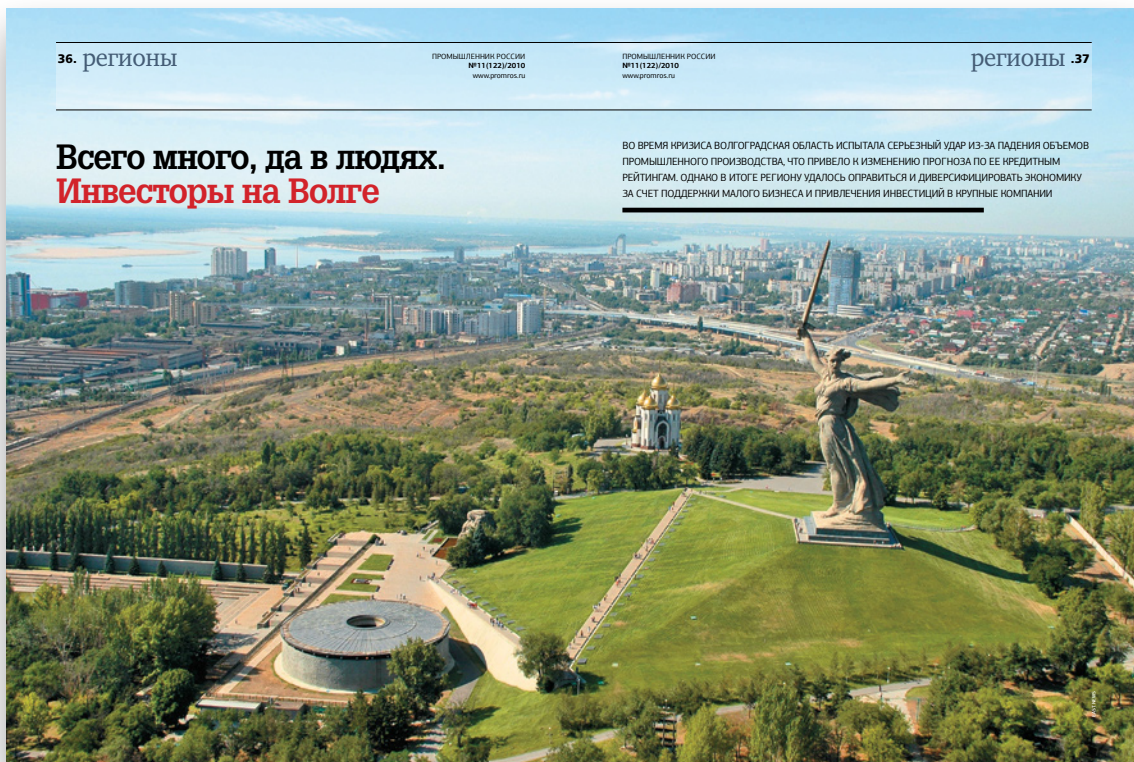 36. регионы
ПРОМЫШЛЕННИК РОССИИ
№11(122)/2010
www.promros.ru
ПРОМЫШЛЕННИК РОССИИ
№11(122)/2010
www.promros.ru
регионы .37
Всего много, да в людях.
Инвесторы на Волге
ВО ВРЕМЯ КРИЗИСА ВОЛГОГРАДСКАЯ ОБЛАСТЬ ИСПЫТАЛА СЕРЬЕЗНЫЙ УДАР ИЗ-ЗА ПАДЕНИЯ ОБЪЕМОВ
ПРОМЫШЛЕННОГО ПРОИЗВОДСТВА, ЧТО ПРИВЕЛО К ИЗМЕНЕНИЮ ПРОГНОЗА ПО ЕЕ КРЕДИТНЫМ
РЕЙТИНГАМ. ОДНАКО В ИТОГЕ РЕГИОНУ УДАЛОСЬ ОПРАВИТЬСЯ И ДИВЕРСИФИЦИРОВАТЬ ЭКОНОМИКУ
ЗА СЧЕТ ПОДДЕРЖКИ МАЛОГО БИЗНЕСА И ПРИВЛЕЧЕНИЯ ИНВЕСТИЦИЙ В КРУПНЫЕ КОМПАНИИ